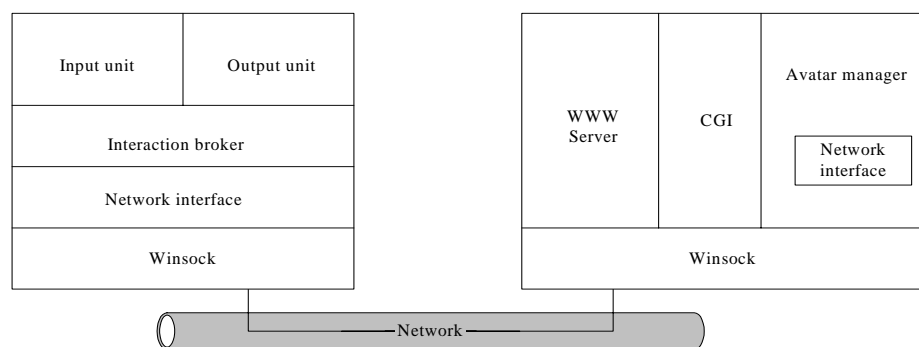 Input unit
Output unit
Interaction broker
Network interface
Winsock
WWW
Server
CGI
Avatar manager
Network
interface
Winsock
Network